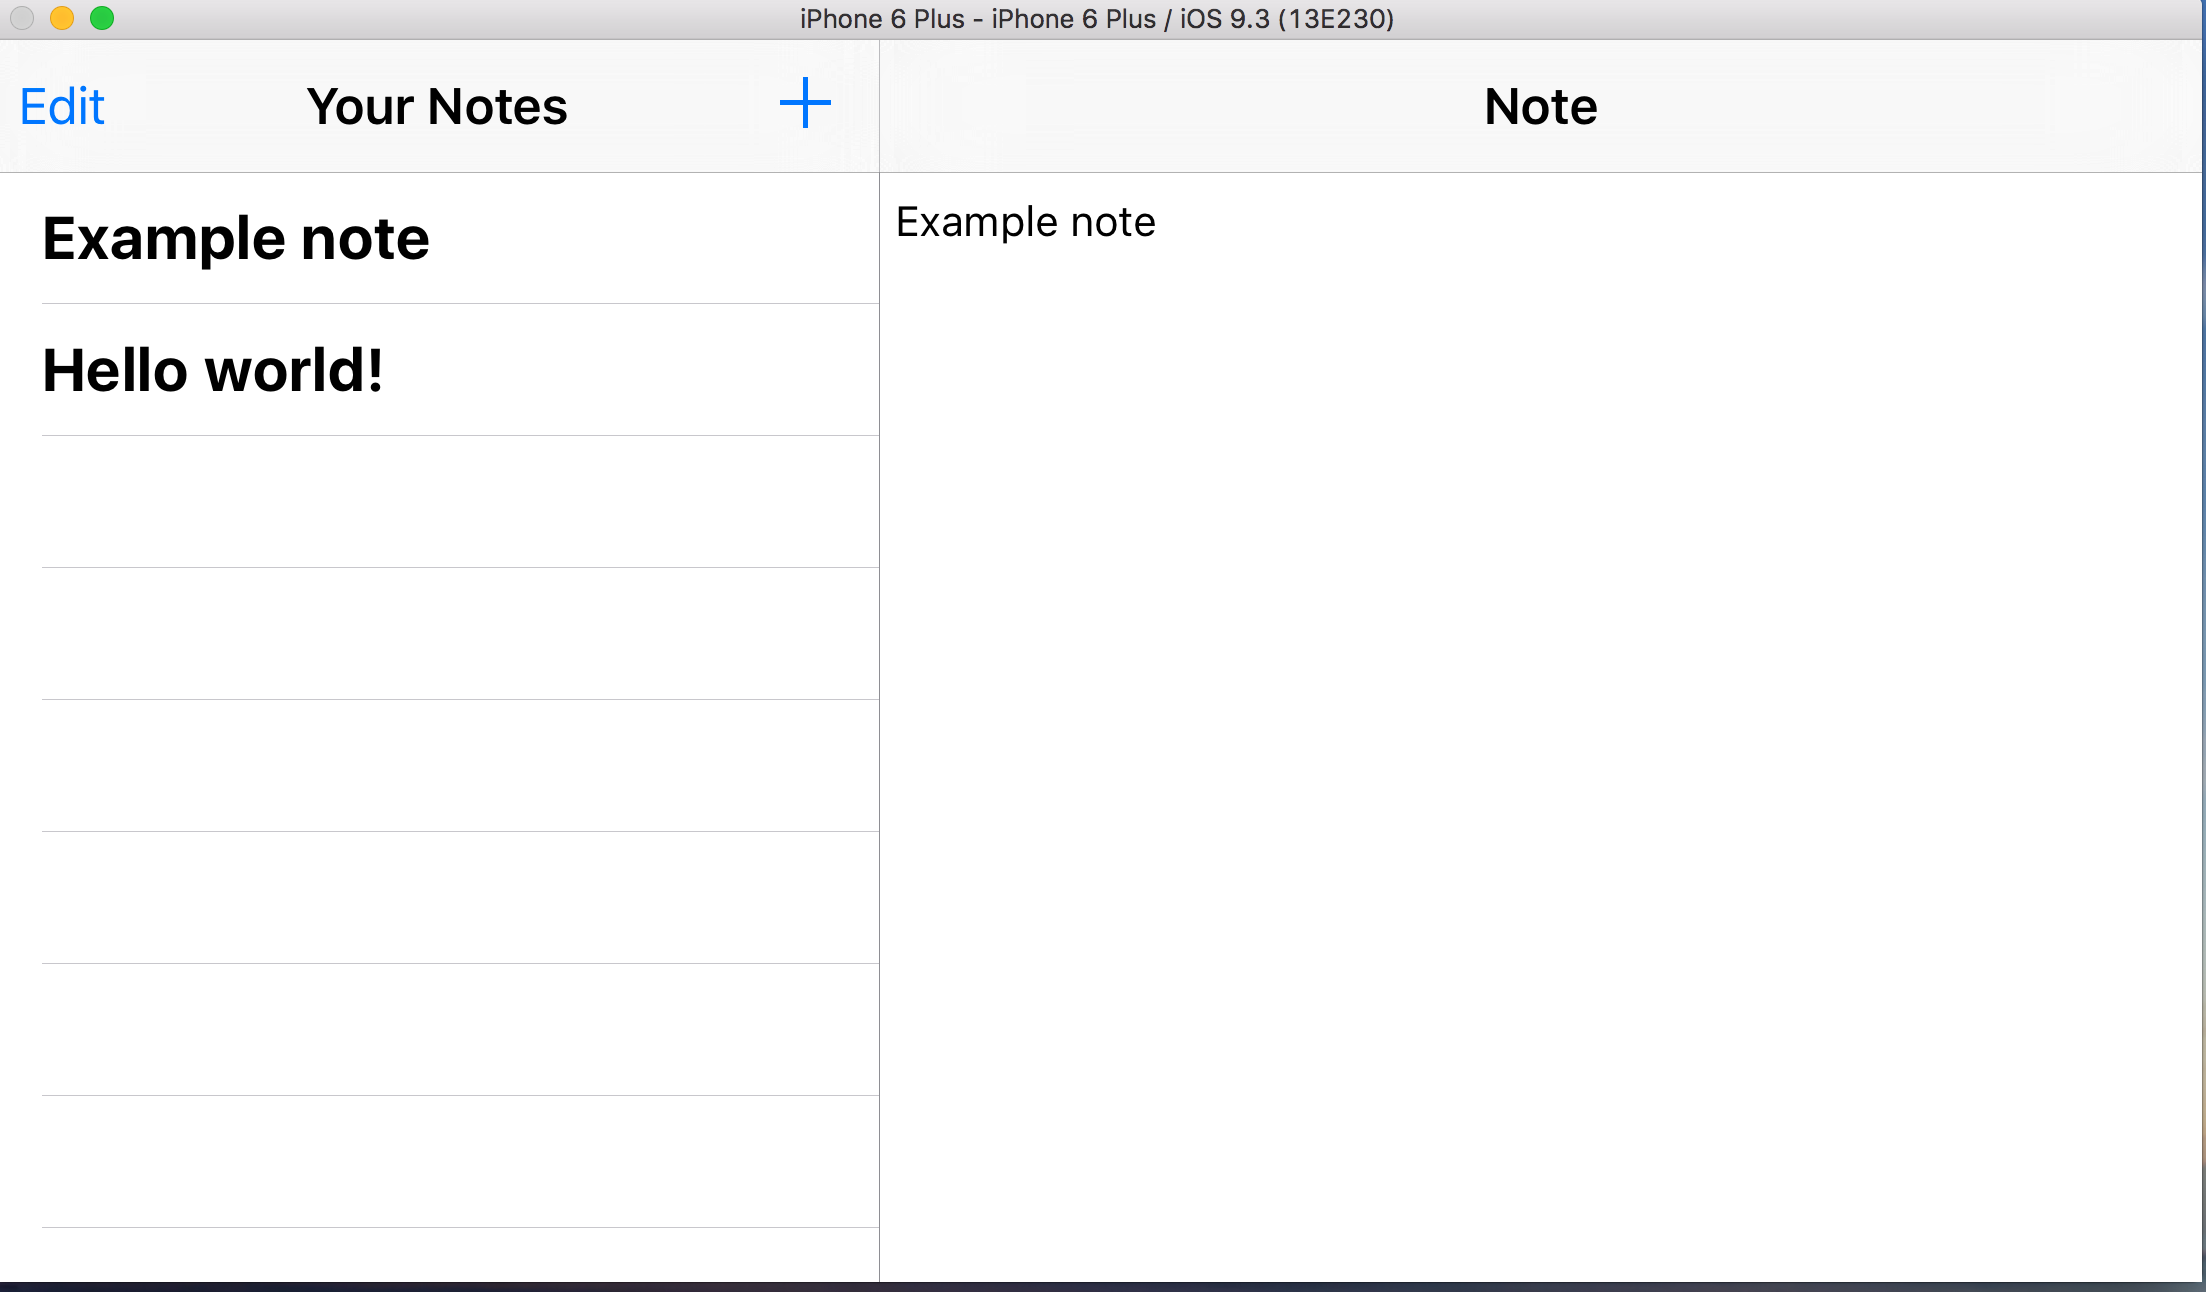 iPhone 6 Plus - iPhone 6 Plus / iOS 9.3 (13E230)
Edit
Your Notes
Note
Example note
Hello world!
Example note